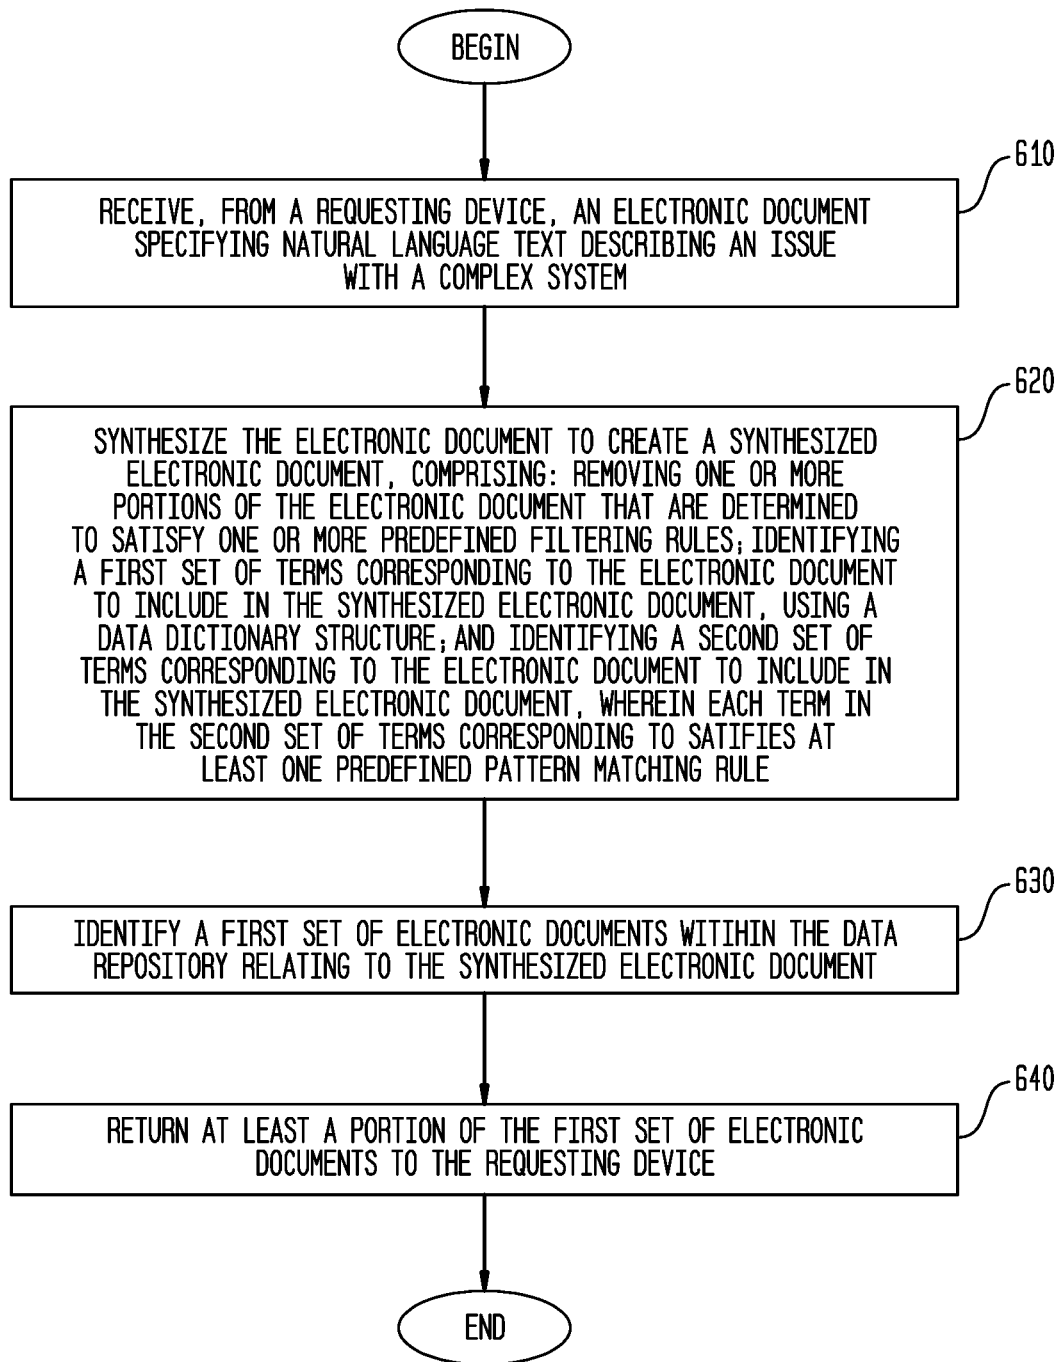 BEGIN
610
RECEIVE, FROM A REQUESTING DEVICE, AN ELECTRONIC DOCUMENT
SPECIFYING NATURAL LANGUAGE TEXT DESCRIBING AN ISSUE
WITH A COMPLEX SYSTEM
620
SYNTHESIZE THE ELECTRONIC DOCUMENT TO CREATE A SYNTHESIZED
ELECTRONIC DOCUMENT, COMPRISING: REMOVING ONE OR MORE
PORTIONS OF THE ELECTRONIC DOCUMENT THAT ARE DETERMINED
TO SATISFY ONE OR MORE PREDEFINED FILTERING RULES; IDENTIFYING
A FIRST SET OF TERMS CORRESPONDING TO THE ELECTRONIC DOCUMENT
TO INCLUDE IN THE SYNTHESIZED ELECTRONIC DOCUMENT, USING A
DATA DICTIONARY STRUCTURE; AND IDENTIFYING A SECOND SET OF
TERMS CORRESPONDING TO THE ELECTRONIC DOCUMENT TO INCLUDE IN
THE SYNTHESIZED ELECTRONIC DOCUMENT, WHEREIN EACH TERM IN
THE SECOND SET OF TERMS CORRESPONDING TO SATIFIES AT
LEAST ONE PREDEFINED PATTERN MATCHING RULE
630
IDENTIFY A FIRST SET OF ELECTRONIC DOCUMENTS WITIHIN THE DATA
REPOSITORY RELATING TO THE SYNTHESIZED ELECTRONIC DOCUMENT
640
RETURN AT LEAST A PORTION OF THE FIRST SET OF ELECTRONIC
DOCUMENTS TO THE REQUESTING DEVICE
END